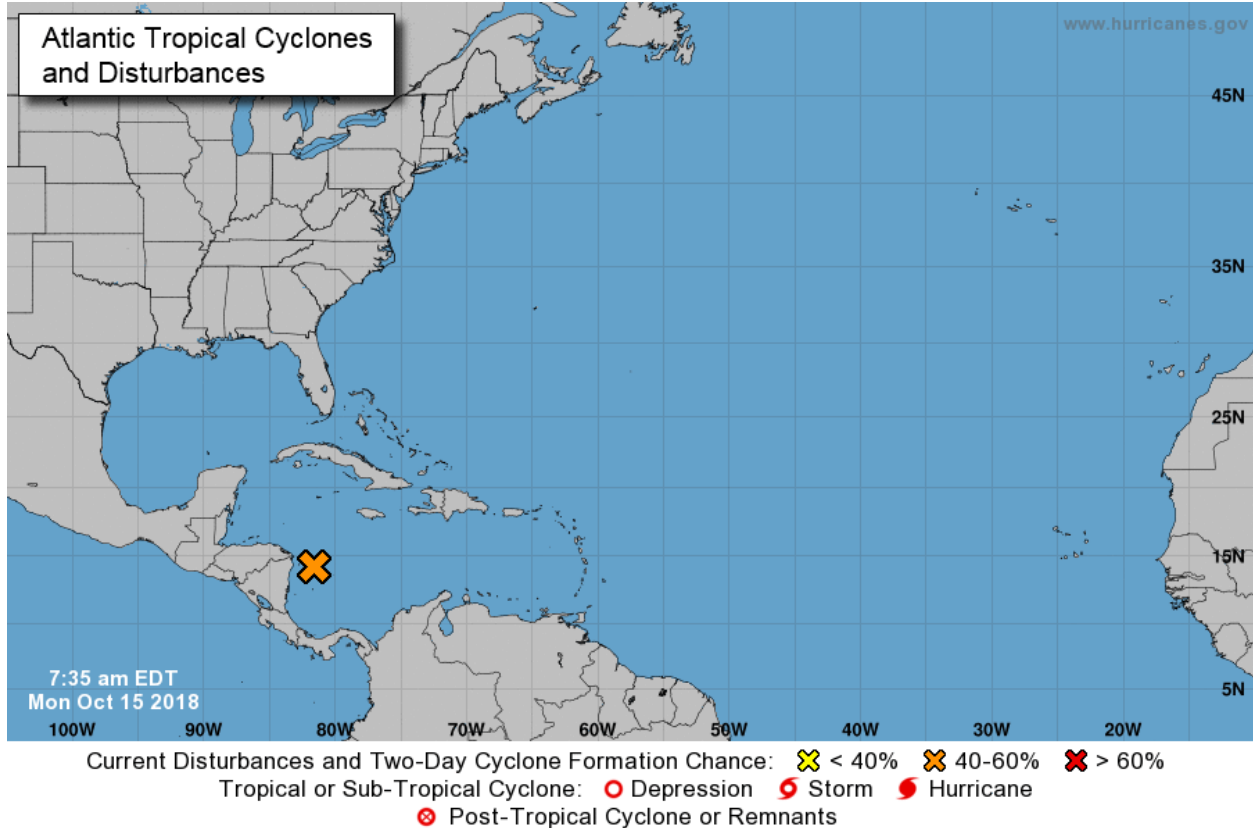 www.hurricanes.gov
Atlantic Tropical Cyclones
and Disturbances
45N
35N
25N
15N
5N
7:35 am EDT
Mon Oct 15 2018
100W 90W 80W 70W 60W 50W 40W 30W 20W
Current Disturbances and Two-Day Cyclone Formation Chance: < 40% 40-60% > 60%
Tropical or Sub-Tropical Cyclone: Depression Storm Hurricane
Post-Tropical Cyclone or Remnants